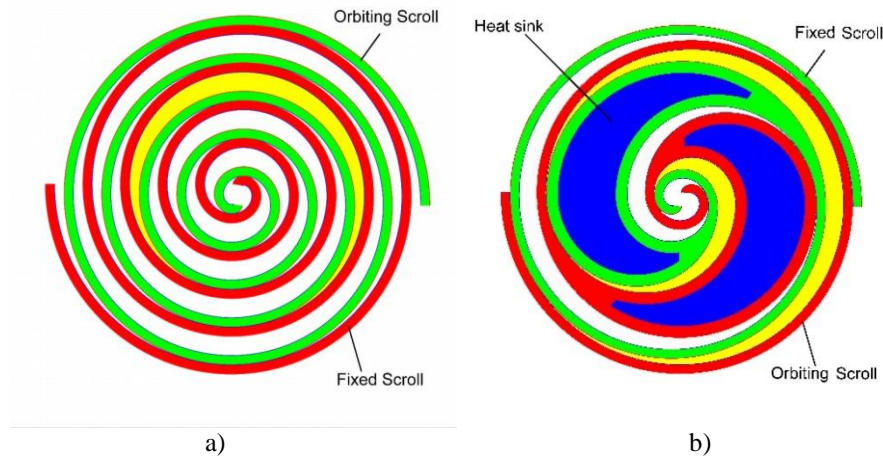 Orbiting Scroll
Fixed Scroll
a)
Heat sink
Fixed Scroll
Orbiting Scroll
b)